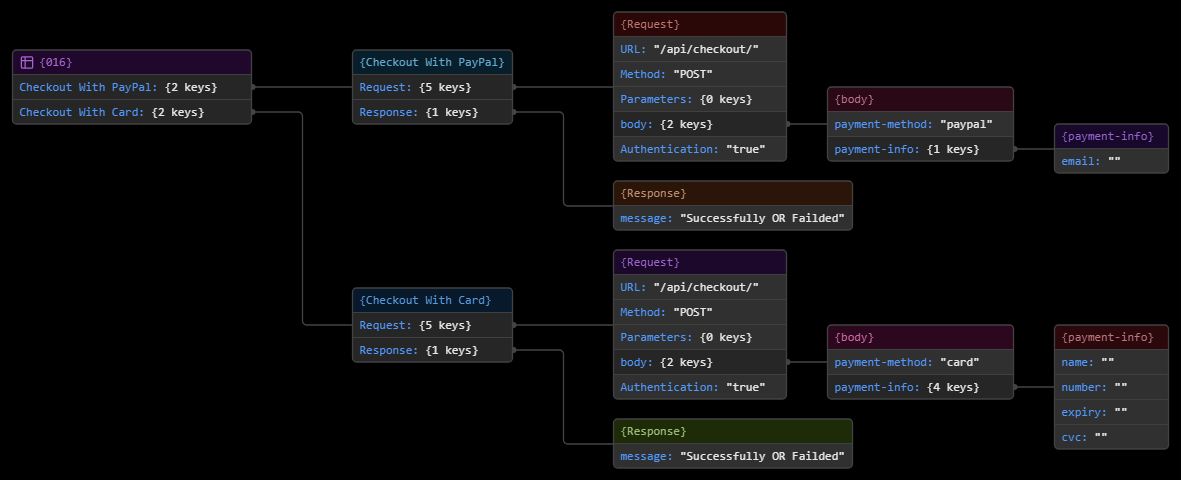 {016}
Checkout With PayPal: {2 keys}
Checkout With Card: {2 keys}
{Checkout With PayPal}
Request: {5 keys}
Response: {1 keys}
{Request}
URL: "/api/checkout/"
Method: "POST"
Parameters: {0 keys}
body: {2 keys}
Authentication: "true"
{body}
payment-method: "paypal"
payment-info: {1 keys}
{payment-info}
email: ""
{Response}
message: "Successfully OR Failded"
{Checkout With Card}
Request: {5 keys}
Response: {1 keys}
{Request}
URL: "/api/checkout/"
Method: "POST"
Parameters: {0 keys}
body: {2 keys}
Authentication: "true"
{body}
payment-method: "card"
payment-info: {4 keys}
{payment-info}
name: ""
number: ""
expiry: ""
cvc: ""
{Response}
message: "Successfully OR Failded"